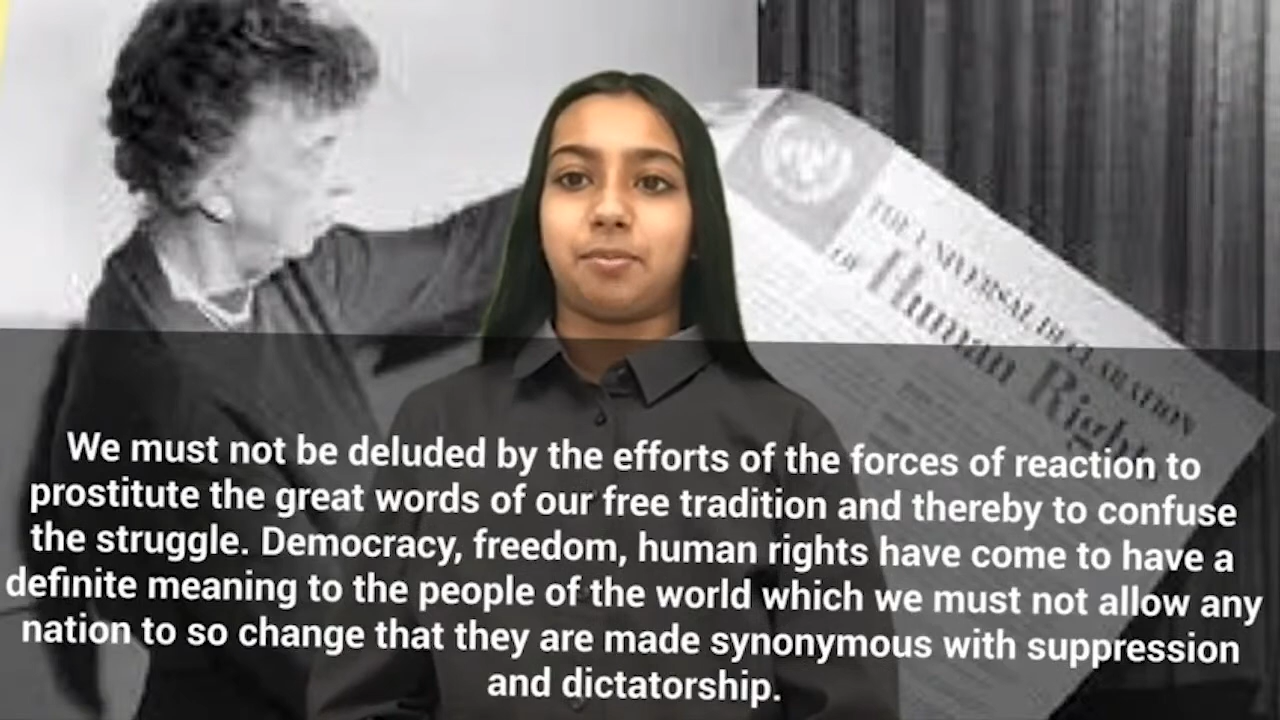 THE UNIVERSAL DECLARATION
OF Human Rights
We must not be deluded by the efforts of the forces of reaction to
prostitute the great words of our free tradition and thereby to confuse
the struggle. Democracy, freedom, human rights have come to have a
definite meaning to the people of the world which we must not allow any
nation to so change that they are made synonymous with suppression
and dictatorship.